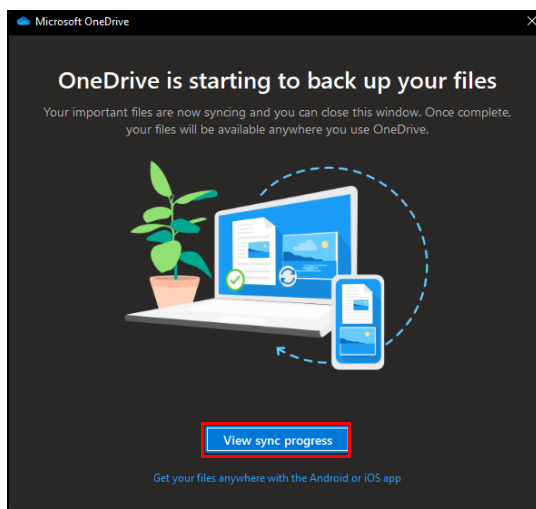 Microsoft OneDrive
OneDrive is starting to back up your files
Your important files are now syncing and you can close this window. Once complete,
your files will be available anywhere you use OneDrive.
View sync progress
Get your files anywhere with the Android or iOS app